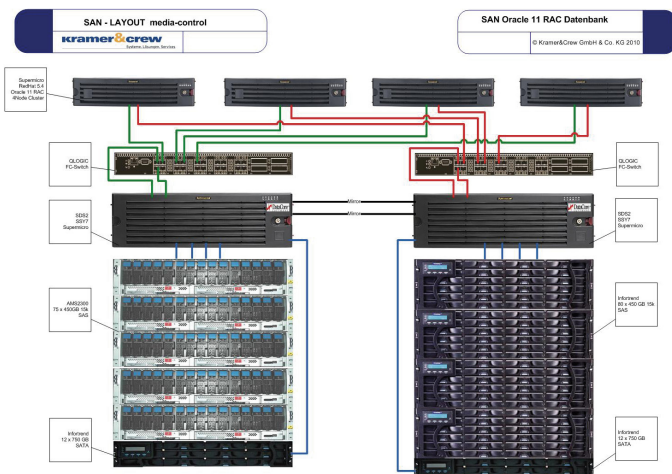 SAN - LAYOUT media-control
kramer&crew
Systeme, Lösungen, Services
SAN Oracle 11 RAC Datenbank
© Kramer&Crew GmbH & Co. KG 2010
Supermicro
RedHat 5.4
Oracle 11 RAC
4Node Cluster
QLOGIC
FC-Switch
QLOGIC
FC-Switch
SDS2
SSY7
Supermicro
DataCore
Mirror
Mirror
DataCore
SDS2
SSY7
Supermicro
AMS2300
75 x 450GB 15k
SAS
Infortrend
80 x 450 GB 15k
SAS
Infortrend
12 x 750 GB
SATA
Infortrend
12 x 750 GB
SATA